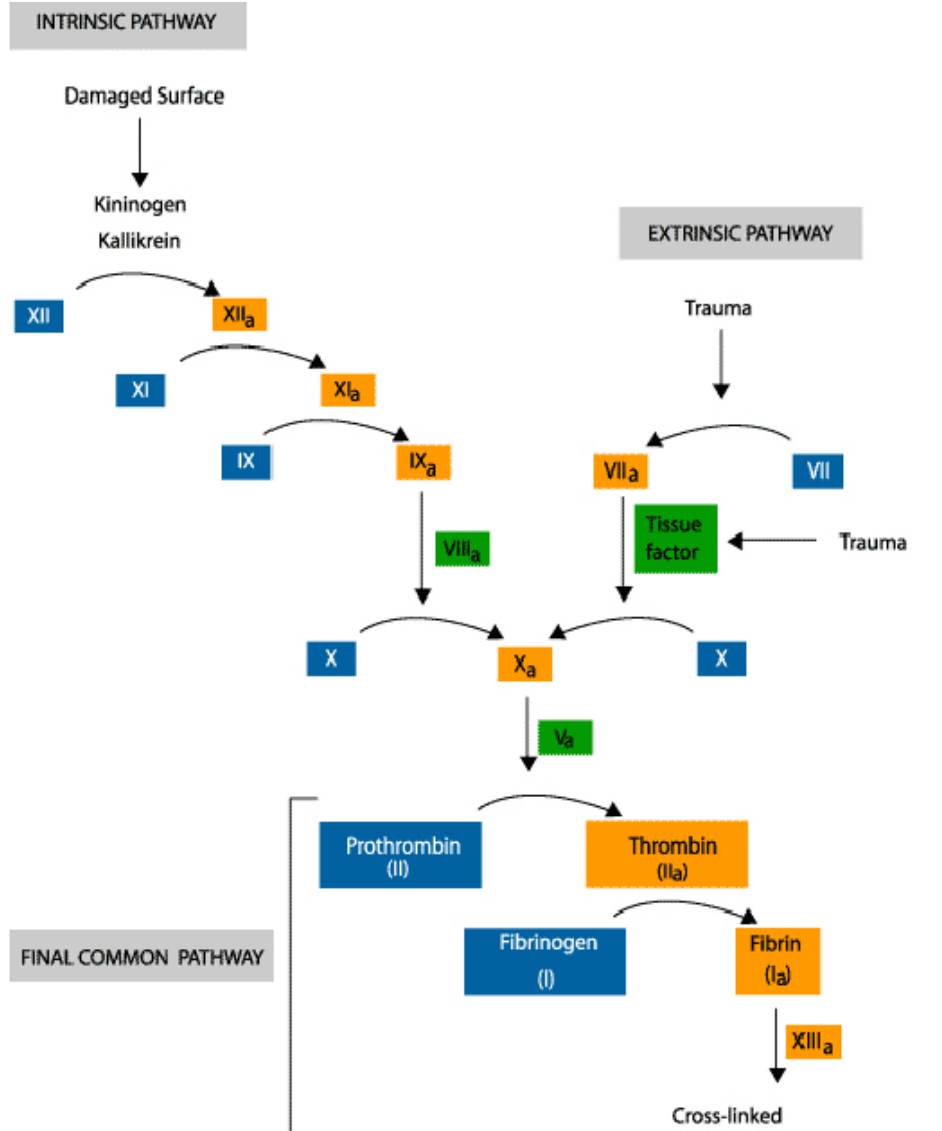 INTRINSIC PATHWAY
Damaged Surface
Kininogen
Kallikrein
EXTRINSIC PATHWAY
XII
XIIa
Trauma
XI
XIa
IX
IXa
VIIa
VII
VIIIa
Tissue
factor
Trauma
X
Xa
X
Va
Prothrombin
(II)
Thrombin
(IIa)
FINAL COMMON PATHWAY
Fibrinogen
(I)
Fibrin
(Ia)
XIIIa
Cross-linked